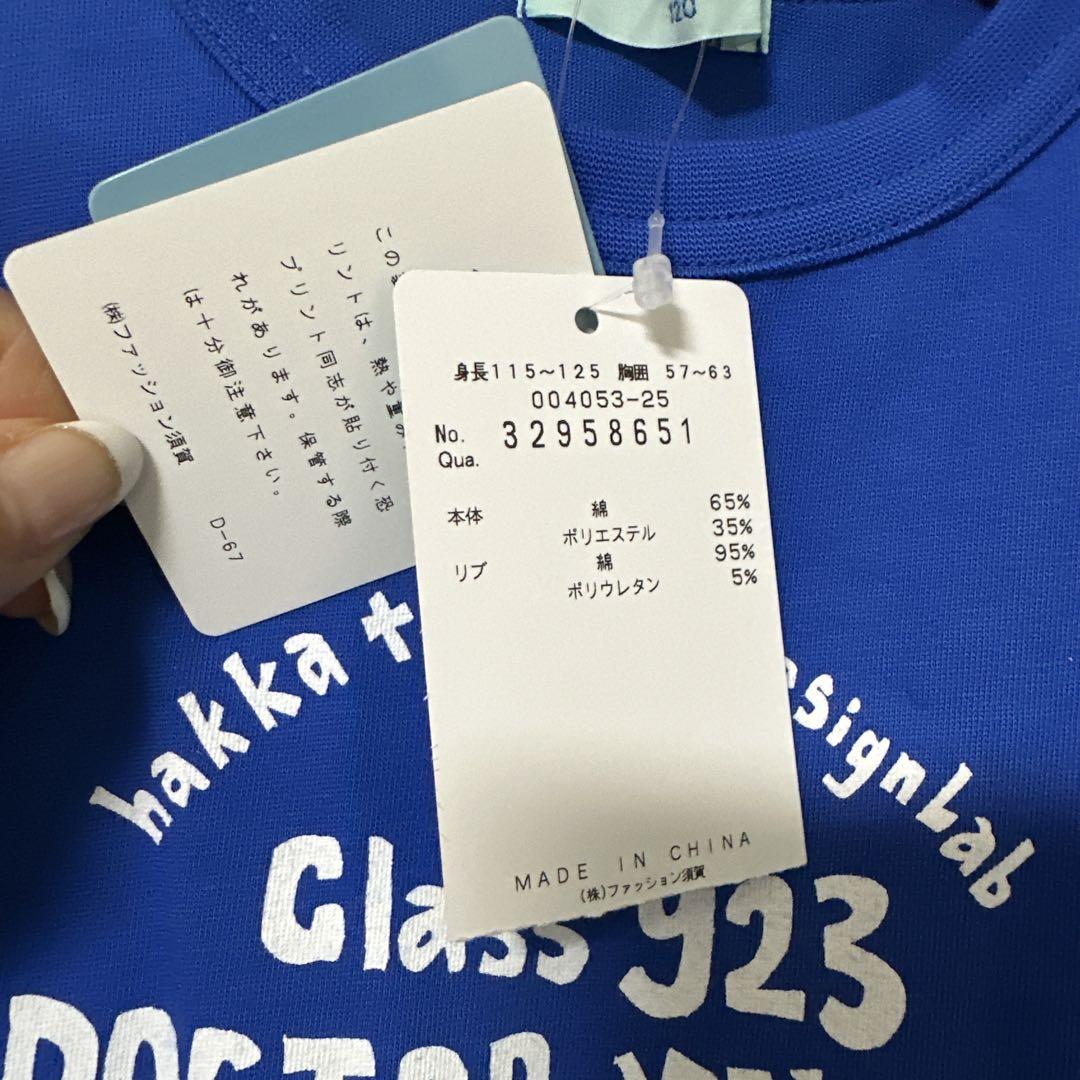 120
リントは、熱や重
プリント同志が貼り付く恐
れがあります。保管する際
は十分御注意下さい。
㈱ファッション須賀
D-67
身長115~125 胸囲 57~63
004053-25
No. 32958651
Qua.
本体 綿 65%
ポリエステル 35%
リブ 綿 95%
ポリウレタン 5%
MADE IN CHINA
(株)ファッション須賀
hakka
signLab
Class 923